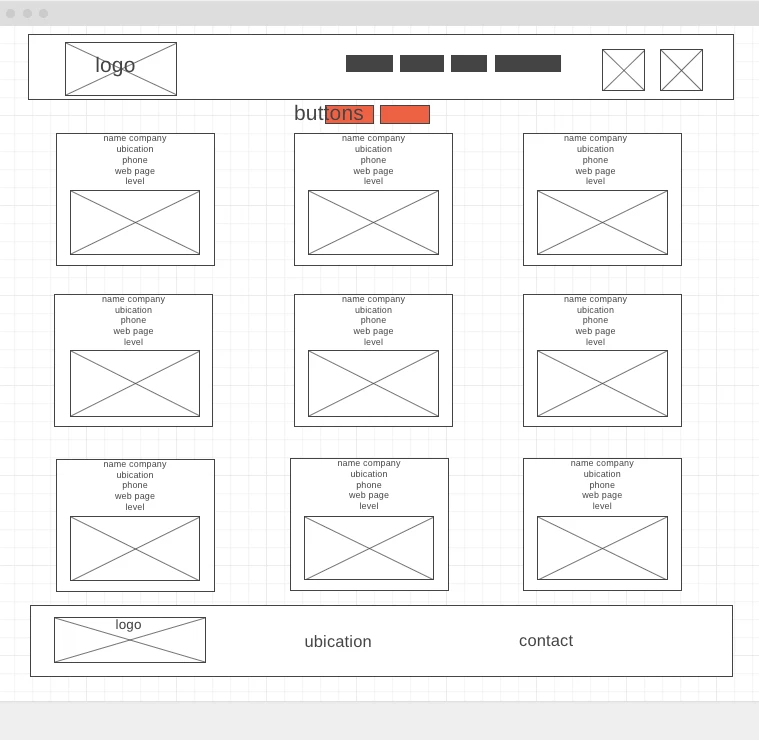 logo
buttons
name company
ubication
phone
web page
level
name company
ubication
phone
web page
level
name company
ubication
phone
web page
level
name company
ubication
phone
web page
level
name company
ubication
phone
web page
level
name company
ubication
phone
web page
level
name company
ubication
phone
web page
level
name company
ubication
phone
web page
level
name company
ubication
phone
web page
level
logo
ubication
contact